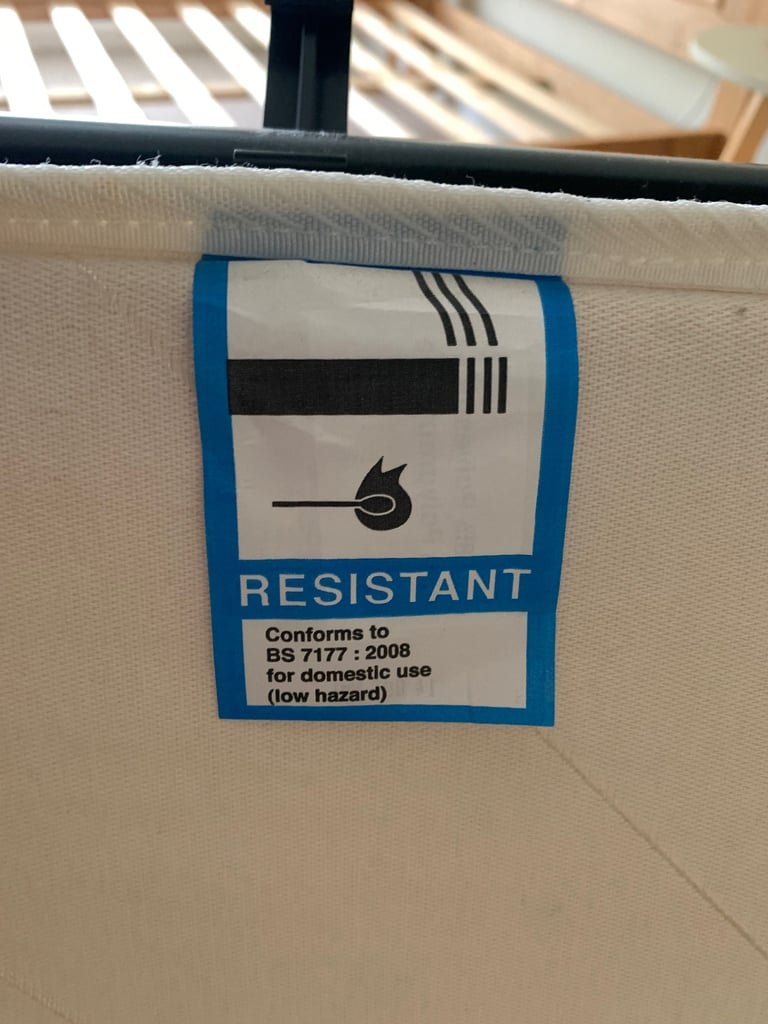 RESISTANT
Conforms to
BS 7177 : 2008
for domestic use
(low hazard)